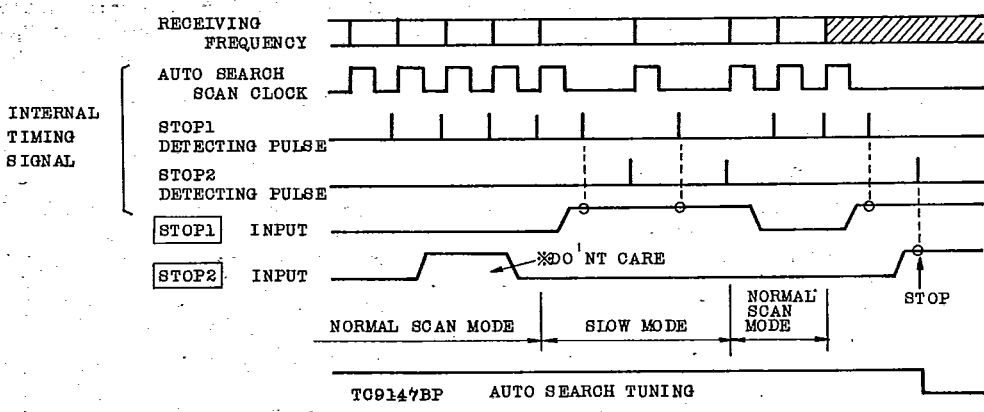 RECEIVING
FREQUENCY
AUTO SEARCH
SCAN CLOCK
INTERNAL
TIMING
SIGNAL
STOP1
DETECTING PULSE
STOP2
DETECTING PULSE
STOP1 INPUT
STOP2 INPUT
※DO'NT CARE
STOP
NORMAL SCAN MODE
SLOW MODE
NORMAL
SCAN
MODE
TC9147BP AUTO SEARCH TUNING